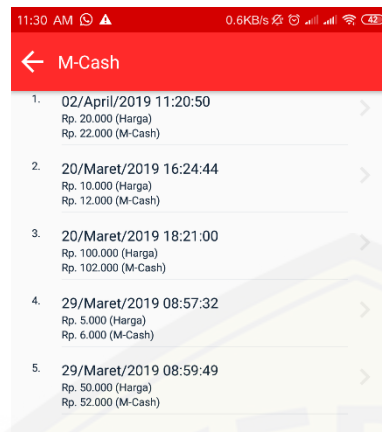 11:30 AM 0.6KB/s 42
M-Cash
1. 02/April/2019 11:20:50
Rp. 20.000 (Harga)
Rp. 22.000 (M-Cash)
2. 20/Maret/2019 16:24:44
Rp. 10.000 (Harga)
Rp. 12.000 (M-Cash)
3. 20/Maret/2019 18:21:00
Rp. 100.000 (Harga)
Rp. 102.000 (M-Cash)
4. 29/Maret/2019 08:57:32
Rp. 5.000 (Harga)
Rp. 6.000 (M-Cash)
5. 29/Maret/2019 08:59:49
Rp. 50.000 (Harga)
Rp. 52.000 (M-Cash)